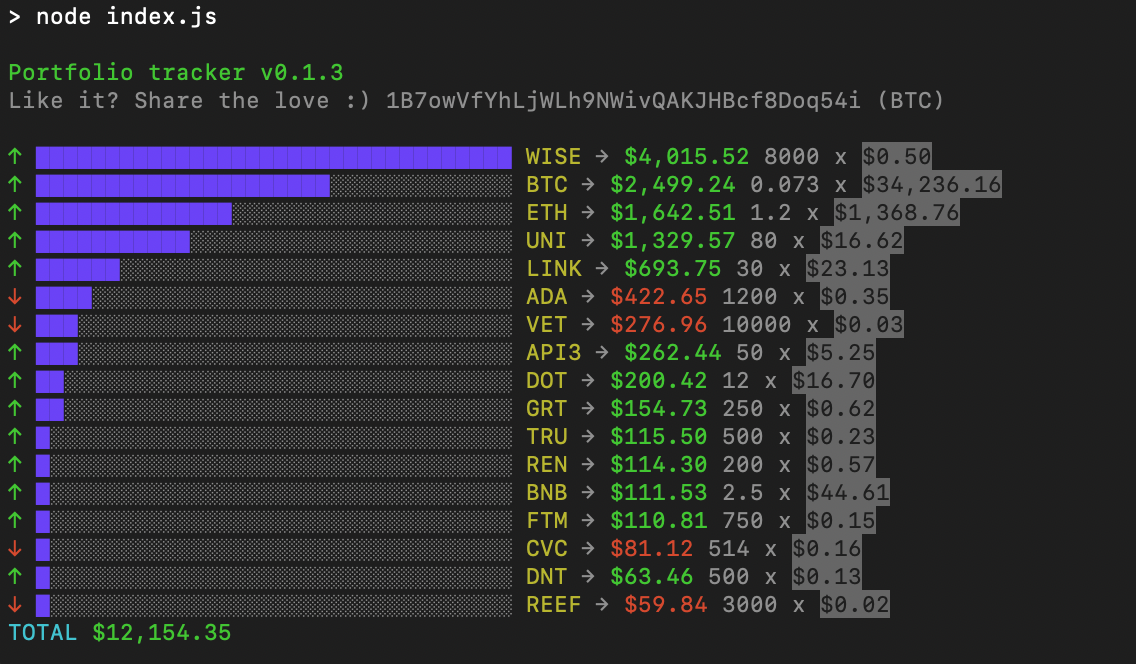 > node index.js
Portfolio tracker v0.1.3
Like it? Share the love :) 1B7owVfYhLjWLh9NWivQAKJHBcf8Doq54i (BTC)
↑ WISE → $4,015.52 8000 x $0.50
↑ BTC → $2,499.24 0.073 x $34,236.16
↑ ETH → $1,642.51 1.2 x $1,368.76
↑ UNI → $1,329.57 80 x $16.62
↑ LINK → $693.75 30 x $23.13
↓ ADA → $422.65 1200 x $0.35
↓ VET → $276.96 10000 x $0.03
↑ API3 → $262.44 50 x $5.25
↑ DOT → $200.42 12 x $16.70
↑ GRT → $154.73 250 x $0.62
↑ TRU → $115.50 500 x $0.23
↑ REN → $114.30 200 x $0.57
↑ BNB → $111.53 2.5 x $44.61
↑ FTM → $110.81 750 x $0.15
↓ CVC → $81.12 514 x $0.16
↑ DNT → $63.46 500 x $0.13
↓ REEF → $59.84 3000 x $0.02
TOTAL $12,154.35